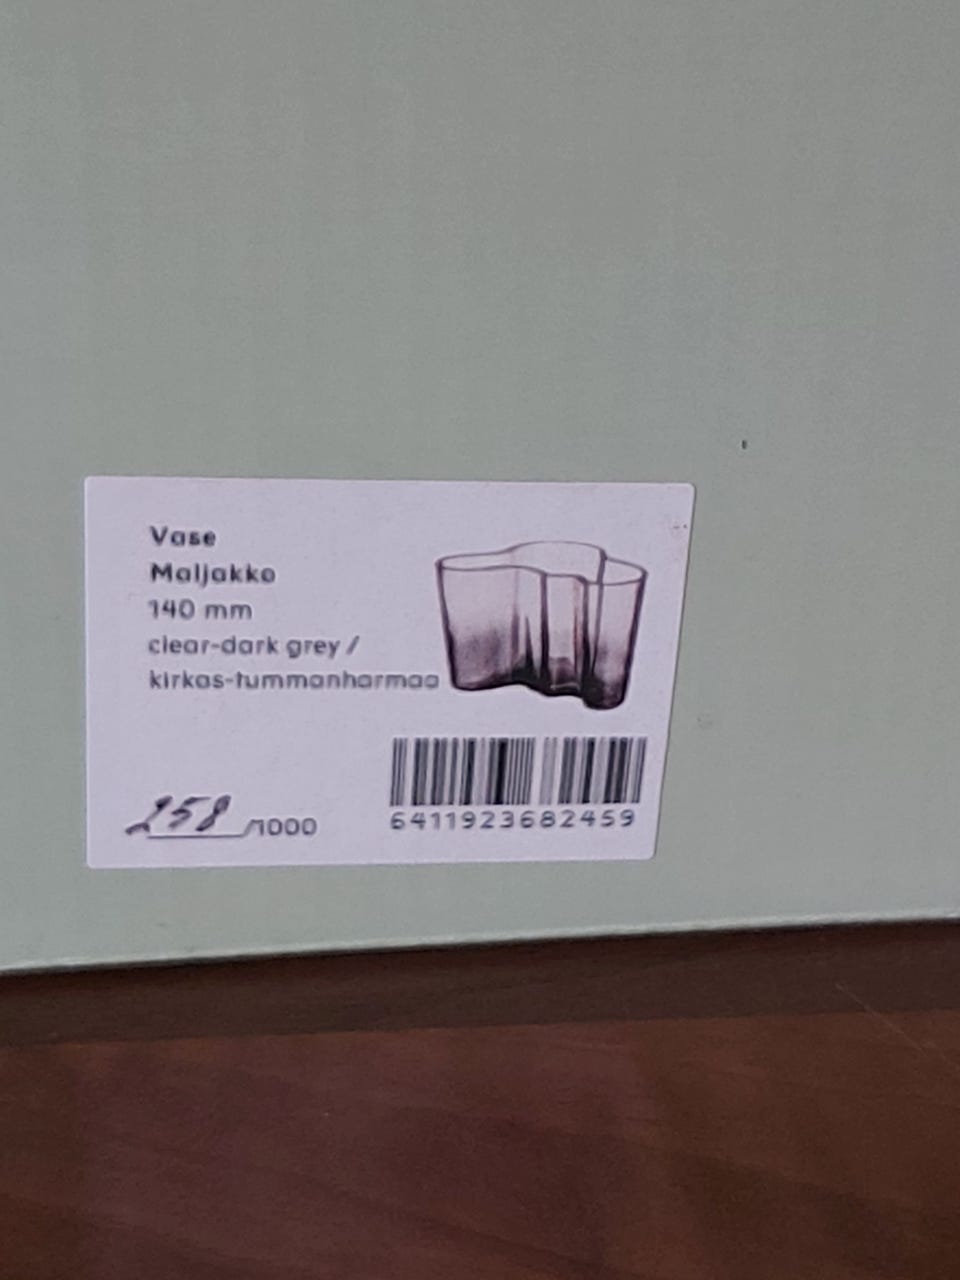 Vase
Maljakko
140 mm
clear-dark grey /
kirkas-tummanharmaa
258/1000
6411923682459